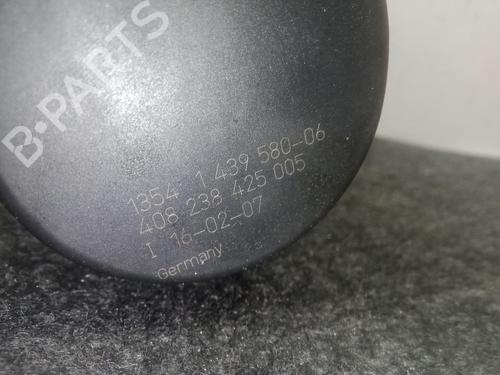 B-PARTS
1354 1 439 580-06
408 238 425 005
I 16-02-07
Germany